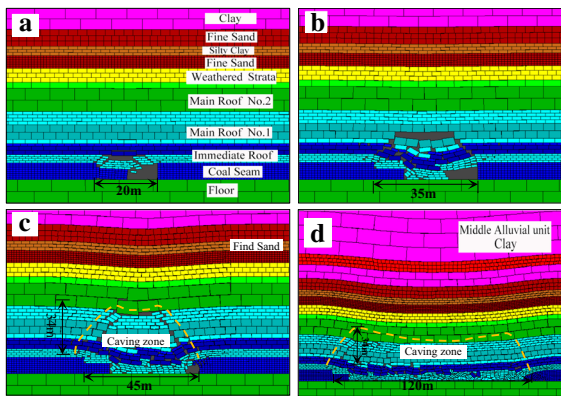 a
Clay
Fine Sand
Silty Clay
Fine Sand
Weathered Strata
Main Roof No.2
Main Roof No.1
Immediate Roof
Coal Seam
Floor
20m
b
35m
c
Find Sand
Caving zone
45m
d
Middle Alluvial unit
Clay
Caving zone
120m